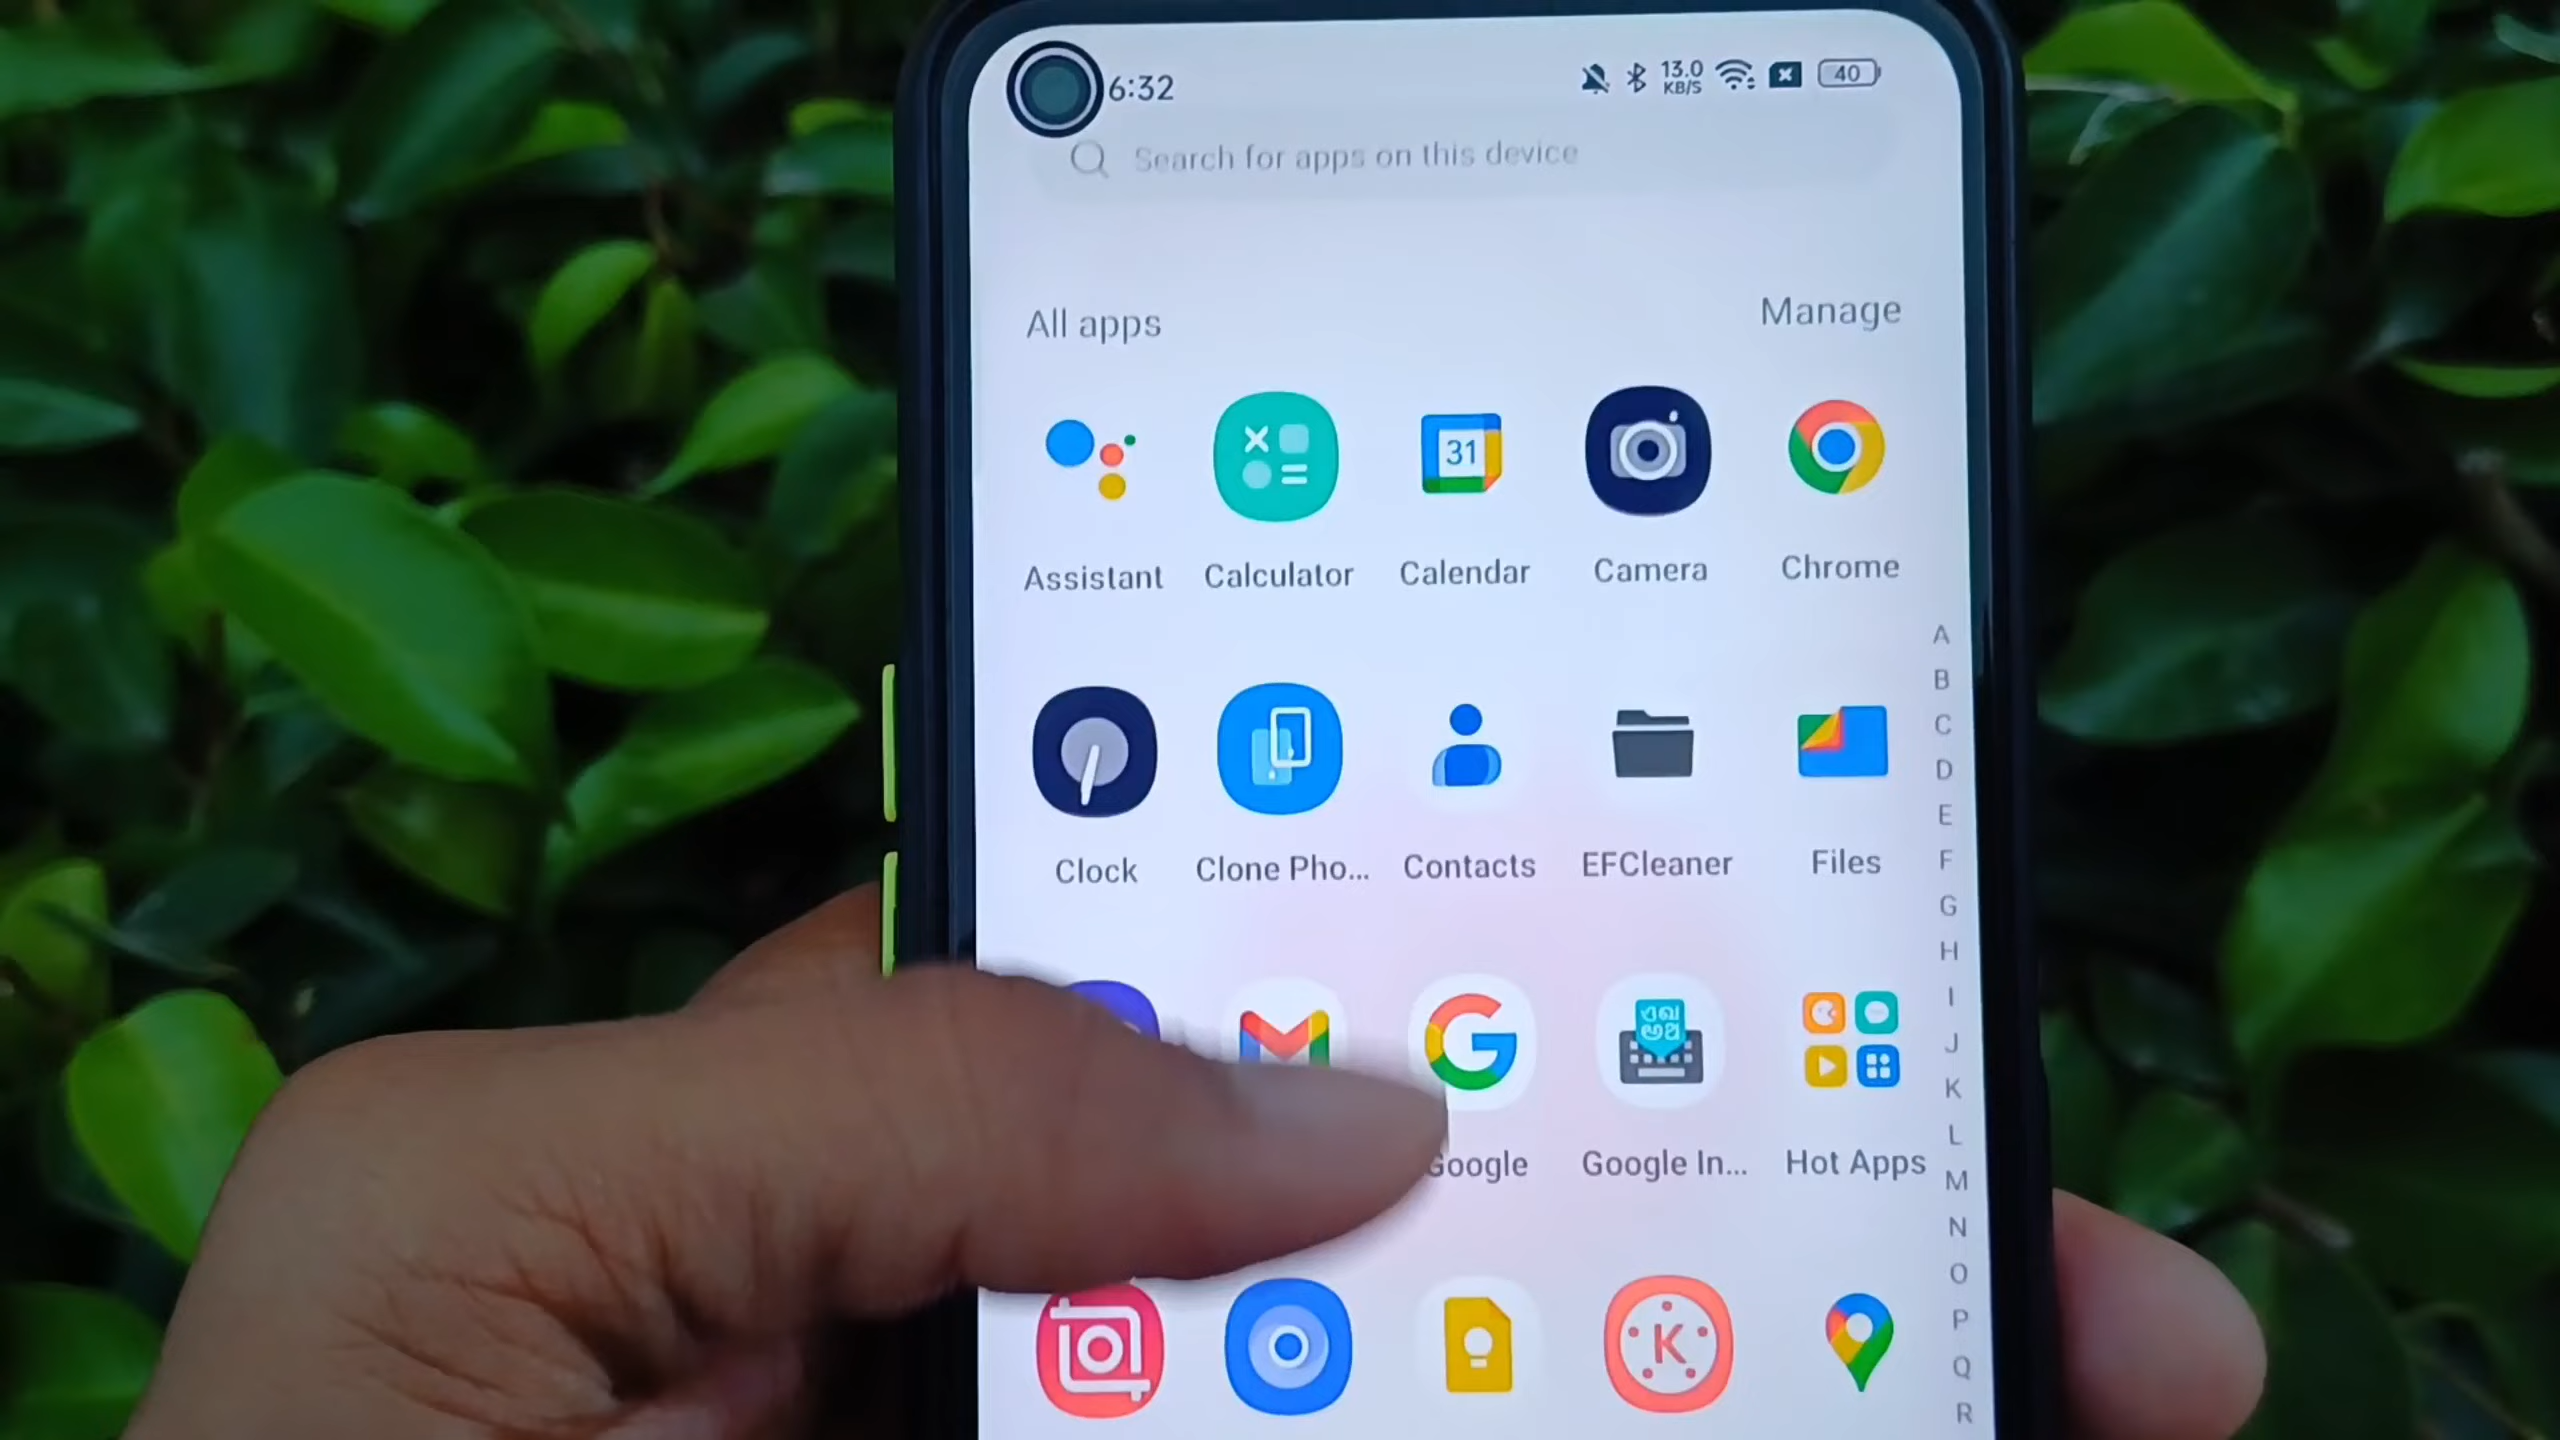 6:32
13.0
KB/S
40
Search for apps on this device
All apps
Manage
31
Assistant
Calculator
Calendar
Camera
Chrome
Clock
Clone Pho...
Contacts
EFCleaner
Files
Google
Google In...
Hot Apps
K
A
B
C
D
E
F
G
H
I
J
K
L
M
N
O
P
Q
R